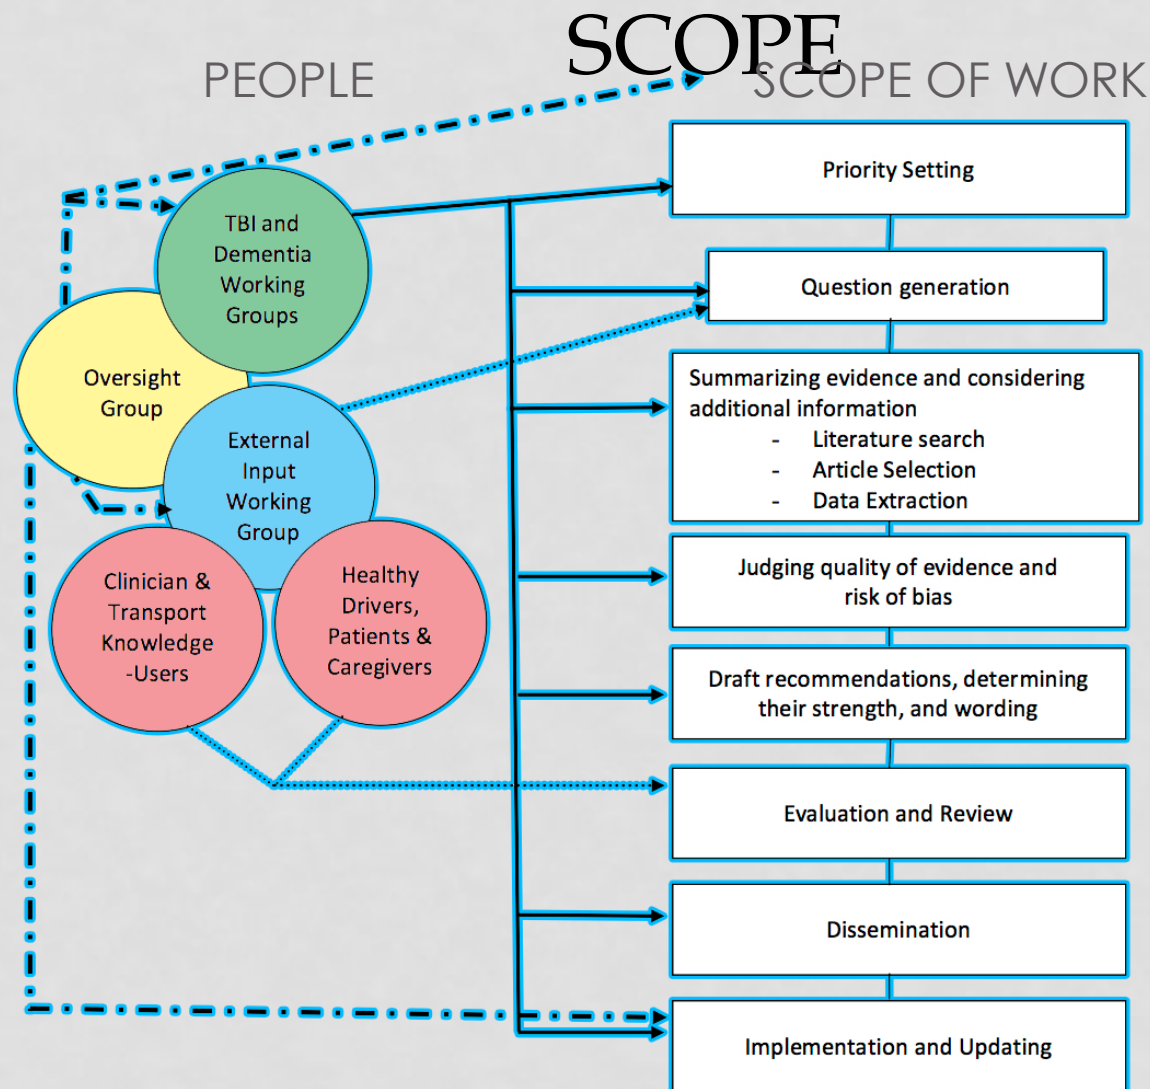 SCOPE
PEOPLE
SCOPE OF WORK
TBI and
Dementia
Working
Groups
Oversight
Group
External
Input
Working
Group
Clinician &
Transport
Knowledge
-Users
Healthy
Drivers,
Patients &
Caregivers
Priority Setting
Question generation
Summarizing evidence and considering
additional information
- Literature search
- Article Selection
- Data Extraction
Judging quality of evidence and
risk of bias
Draft recommendations, determining
their strength, and wording
Evaluation and Review
Dissemination
Implementation and Updating